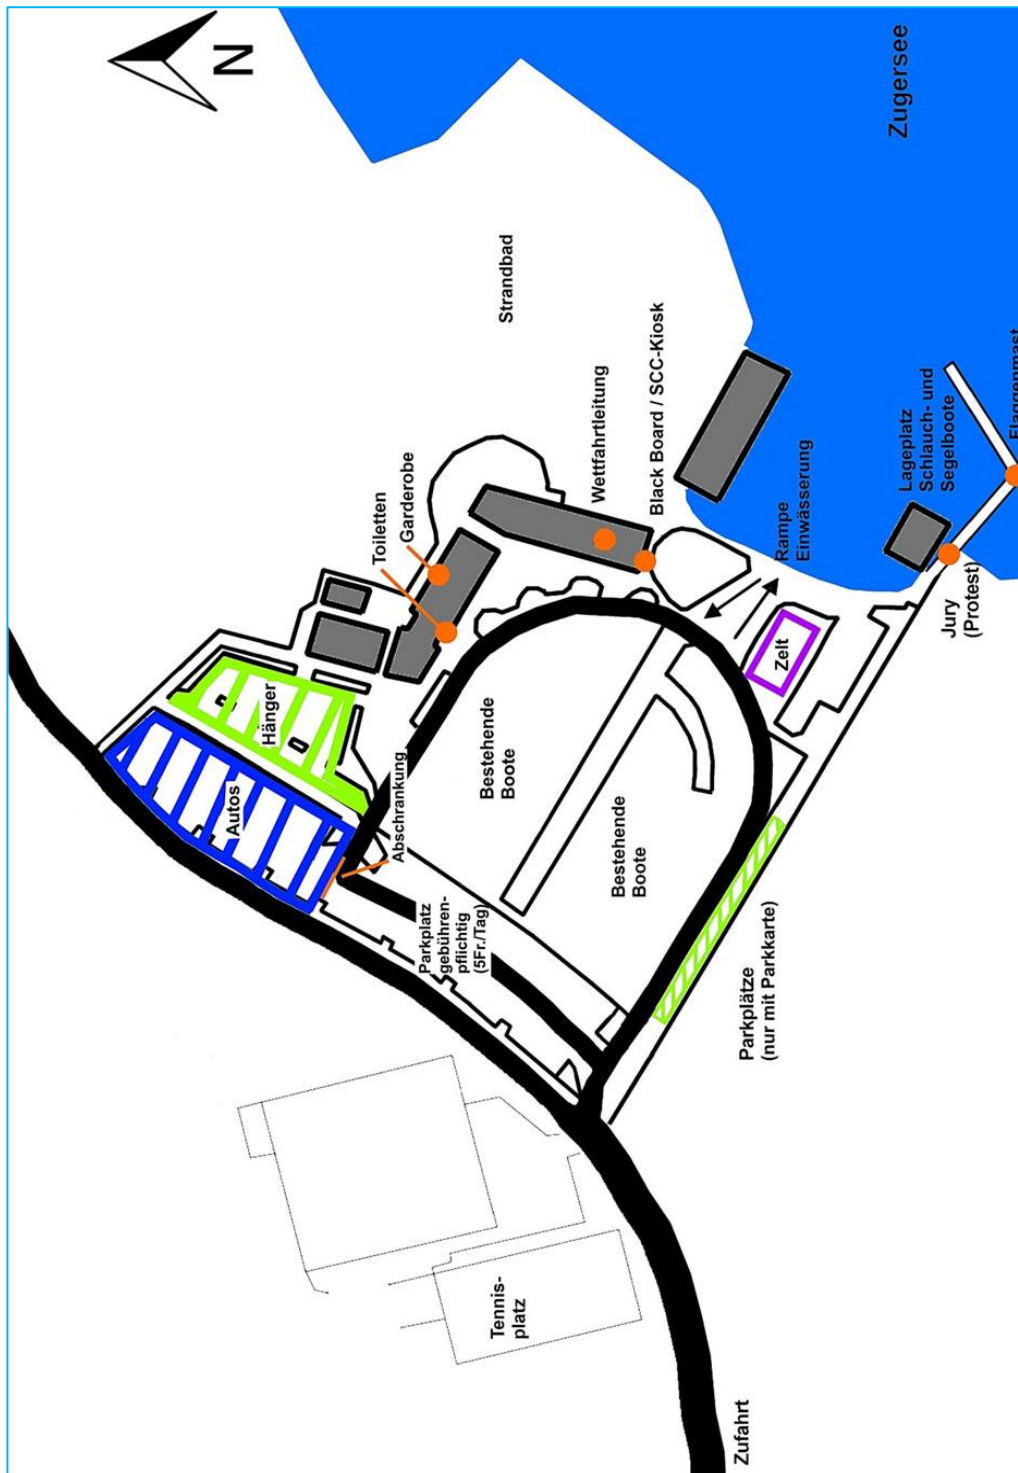 N
Zugersee
Strandbad
Toiletten
Garderobe
Wettfahrtleitung
Black Board / SCC-Kiosk
Rampe
Einwässerung
Lageplatz
Schlauch- und
Segelboote
Flaggenmast
Jury
(Protest)
Zelt
Hänger
Autos
Abschrankung
Bestehende
Boote
Bestehende
Boote
Parkplatz
gebühren-
pflichtig
(5Fr./Tag)
Parkplätze
(nur mit Parkkarte)
Tennis-
platz
Zufahrt